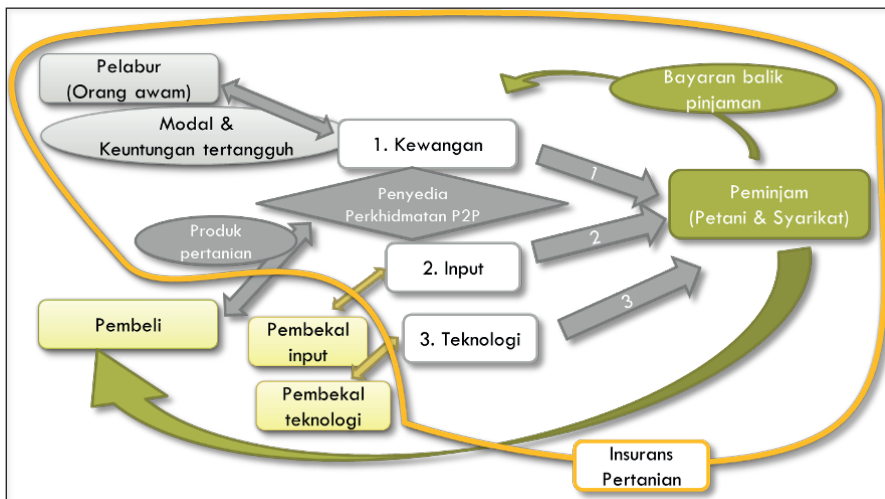 Pelabur
(Orang awam)
Modal &
Keuntungan tertangguh
1. Kewangan
Bayaran balik
pinjaman
1
Penyedia
Perkhidmatan P2P
Peminjam
(Petani & Syarikat)
Produk
pertanian
2
2. Input
3
Pembeli
Pembekal
input
3. Teknologi
Pembekal
teknologi
Insurans
Pertanian